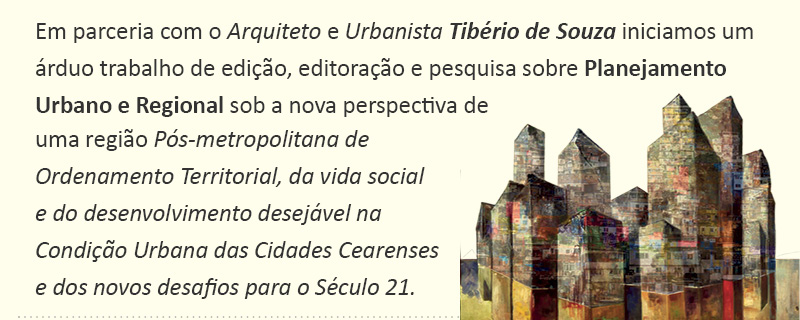 Em parceria com o Arquiteto e Urbanista Tibério de Souza iniciamos um
árduo trabalho de edição, editoração e pesquisa sobre Planejamento
Urbano e Regional sob a nova perspectiva de
uma região Pós-metropolitana de
Ordenamento Territorial, da vida social
e do desenvolvimento desejável na
Condição Urbana das Cidades Cearenses
e dos novos desafios para o Século 21.